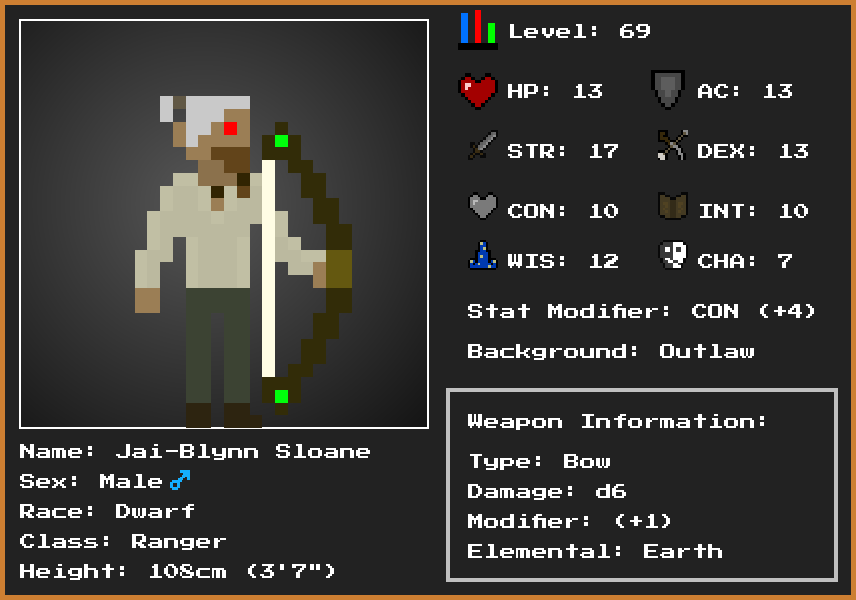 Level: 69
HP: 13 AC: 13
STR: 17 DEX: 13
CON: 10 INT: 10
WIS: 12 CHA: 7
Stat Modifier: CON (+4)
Background: Outlaw
Weapon Information:
Type: Bow
Damage: d6
Modifier: (+1)
Elemental: Earth
Name: Jai-Blynn Sloane
Sex: Male ♂
Race: Dwarf
Class: Ranger
Height: 108cm (3'7")